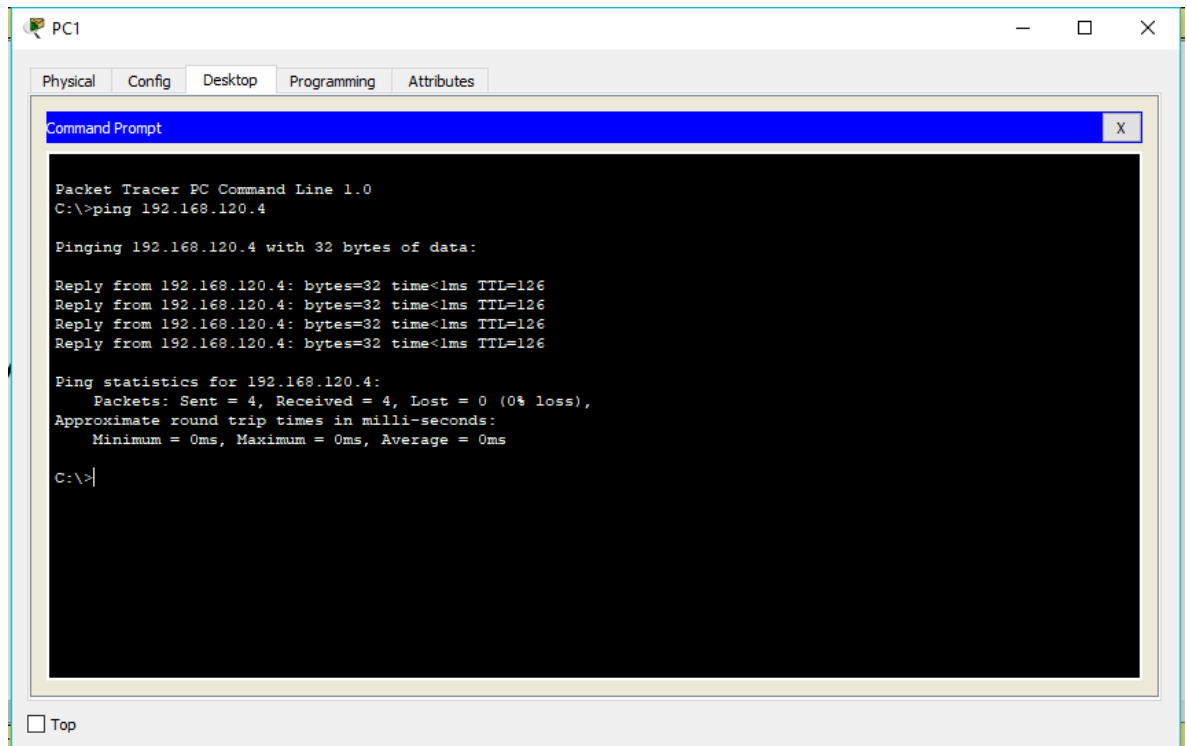 PC1
Physical Config Desktop Programming Attributes
Command Prompt X
Packet Tracer PC Command Line 1.0
C:\>ping 192.168.120.4
Pinging 192.168.120.4 with 32 bytes of data:
Reply from 192.168.120.4: bytes=32 time<1ms TTL=126
Reply from 192.168.120.4: bytes=32 time<1ms TTL=126
Reply from 192.168.120.4: bytes=32 time<1ms TTL=126
Reply from 192.168.120.4: bytes=32 time<1ms TTL=126
Ping statistics for 192.168.120.4:
Packets: Sent = 4, Received = 4, Lost = 0 (0% loss),
Approximate round trip times in milli-seconds:
Minimum = 0ms, Maximum = 0ms, Average = 0ms
C:\>
Top